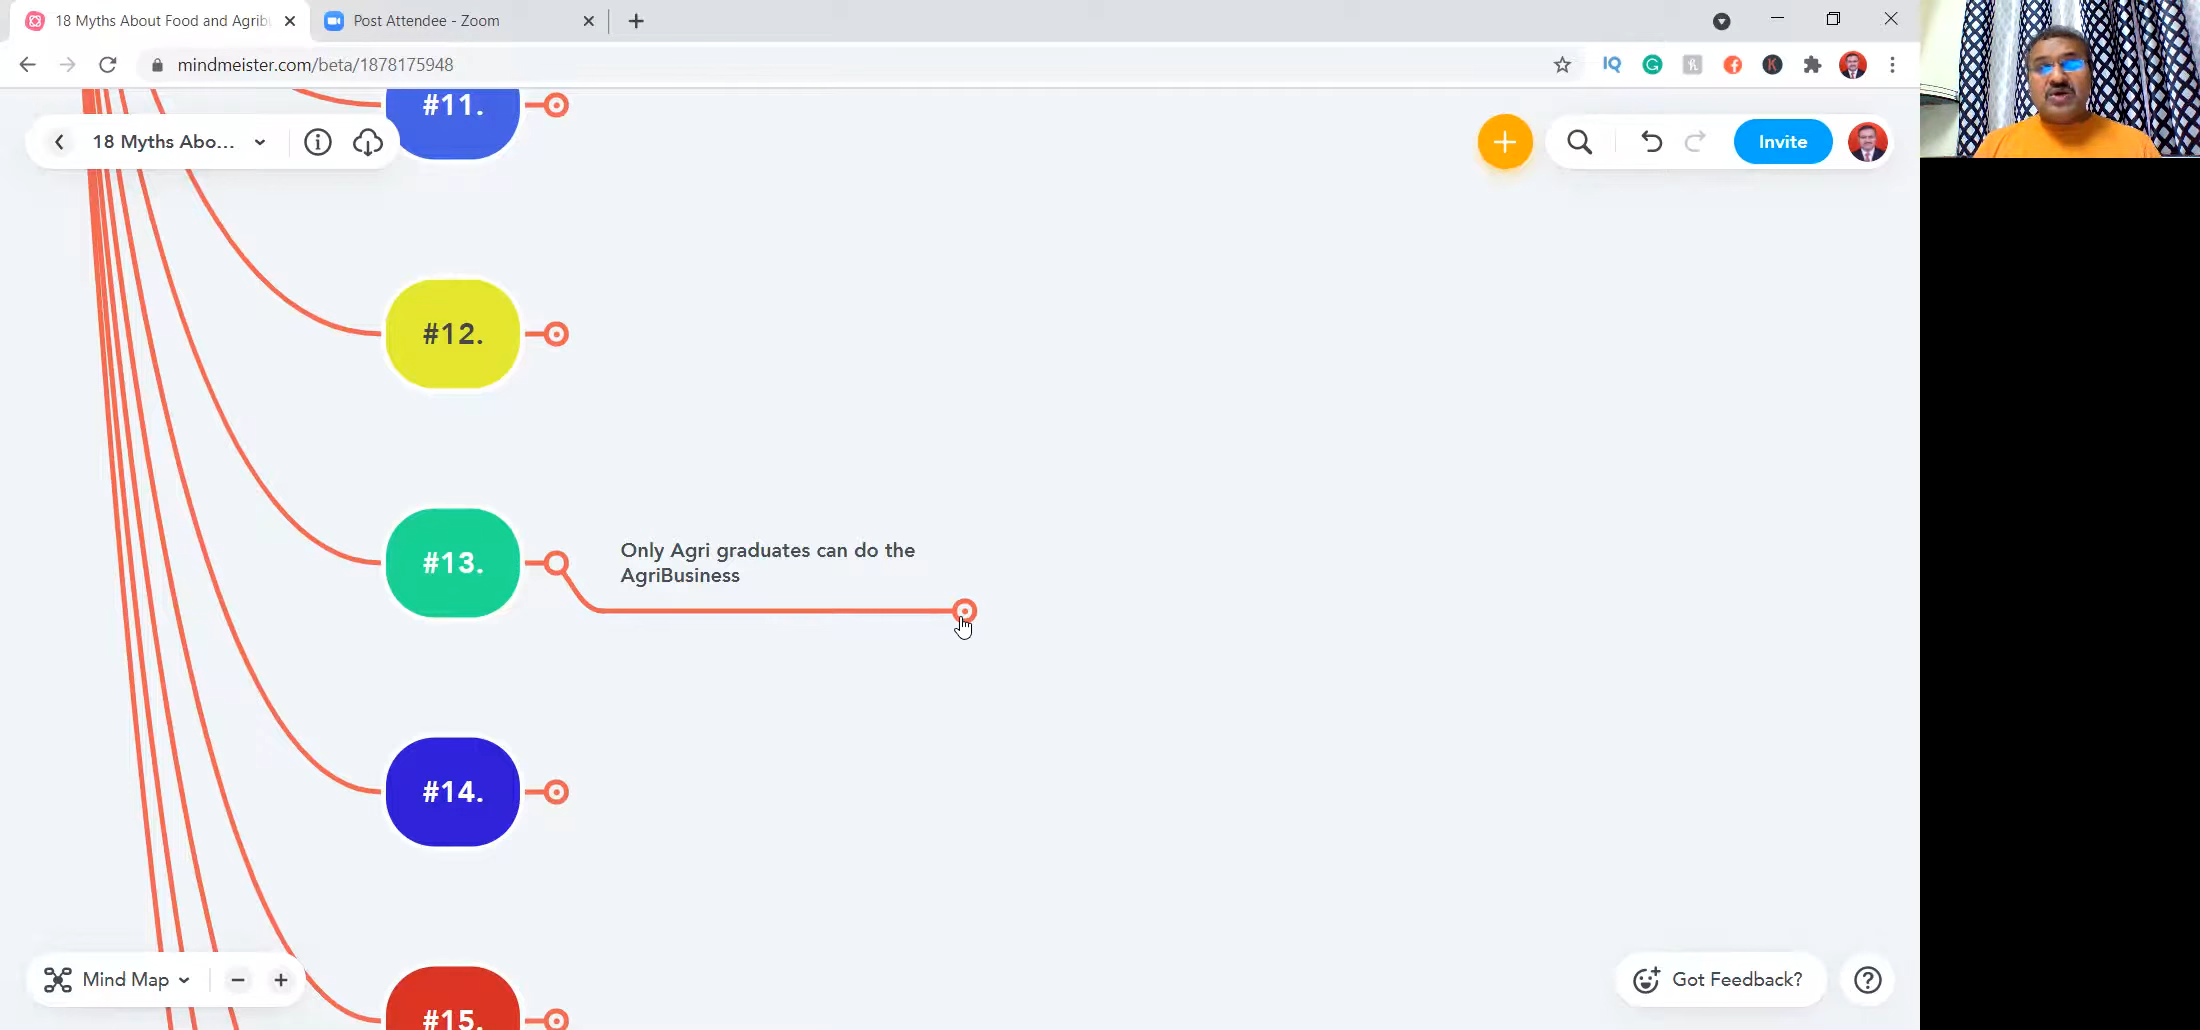 18 Myths About Food and Agrib
Post Attendee - Zoom
mindmeister.com/beta/1878175948
IQ
18 Myths Abo...
Invite
#11.
#12.
#13.
Only Agri graduates can do the
AgriBusiness
#14.
#15.
Mind Map
Got Feedback?